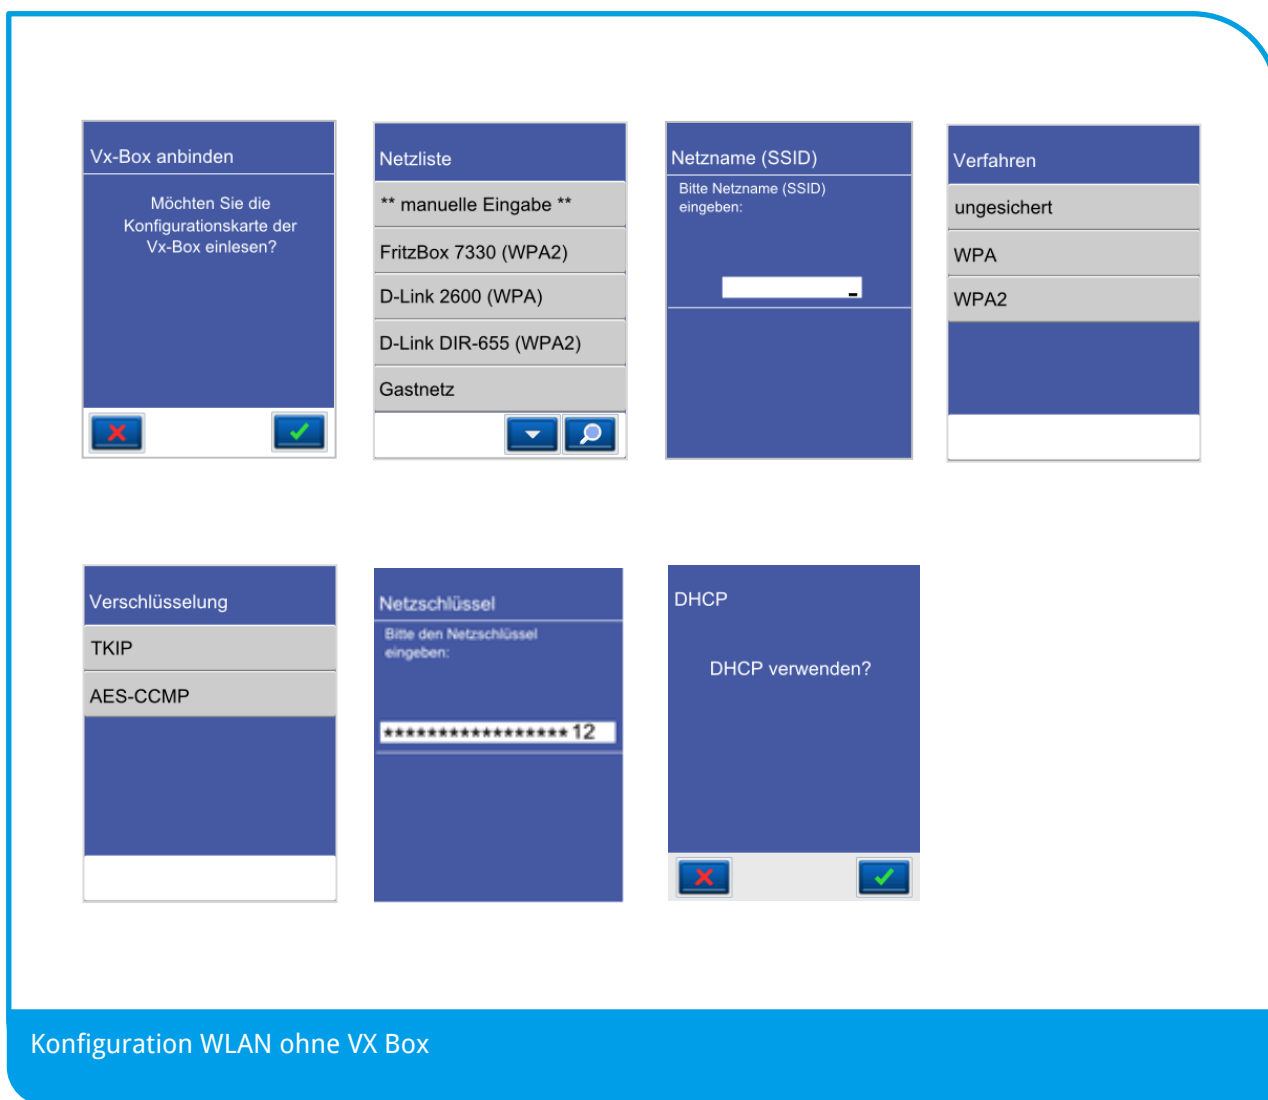 Vx-Box anbinden
Möchten Sie die
Konfigurationskarte der
Vx-Box einlesen?
Netzliste
** manuelle Eingabe **
FritzBox 7330 (WPA2)
D-Link 2600 (WPA)
D-Link DIR-655 (WPA2)
Gastnetz
Netzname (SSID)
Bitte Netzname (SSID)
eingeben:
Verfahren
ungesichert
WPA
WPA2
Verschlüsselung
TKIP
AES-CCMP
Netzschlüssel
Bitte den Netzschlüssel
eingeben:
*****************12
DHCP
DHCP verwenden?
Konfiguration WLAN ohne VX Box